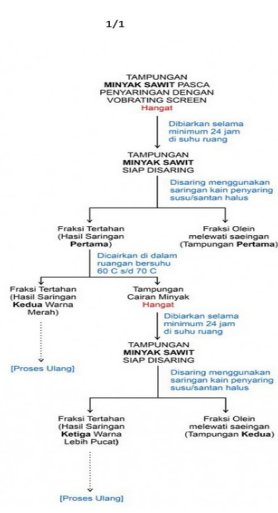 1/1
TAMPUNGAN
MINYAK SAWIT PASCA
PENYARINGAN DENGAN
VOBRATING SCREEN
Hangat
Dibiarkan selama
minimum 24 jam
di suhu ruang
TAMPUNGAN
MINYAK SAWIT
SIAP DISARING
Disaring menggunakan
saringan kain penyaring
susu/santan halus
Fraksi Tertahan
(Hasil Saringan
Pertama)
Fraksi Olein
melewati saeingan
(Tampungan Pertama)
Dicairkan di dalam
ruangan bersuhu
60 C s/d 70 C
Fraksi Tertahan
(Hasil Saringan
Kedua Warna
Merah)
Tampungan
Cairan Minyak
Hangat
Dibiarkan selama
minimum 24 jam
di suhu ruang
TAMPUNGAN
MINYAK SAWIT
SIAP DISARING
[Proses Ulang]
Disaring menggunakan
saringan kain penyaring
susu/santan halus
Fraksi Tertahan
(Hasil Saringan
Ketiga Warna
Lebih Pucat)
Fraksi Olein
melewati saeingan
(Tampungan Kedua)
[Proses Ulang]